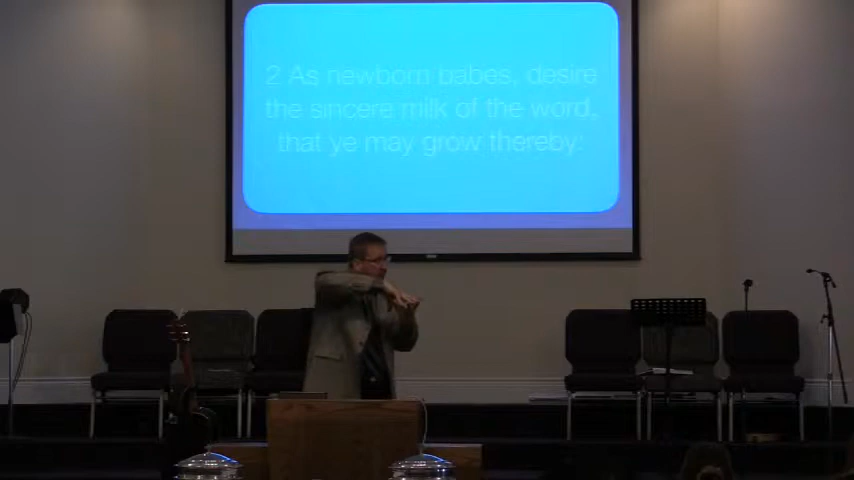 2 As newborn babes, desire
the sincere milk of the word,
that ye may grow thereby: